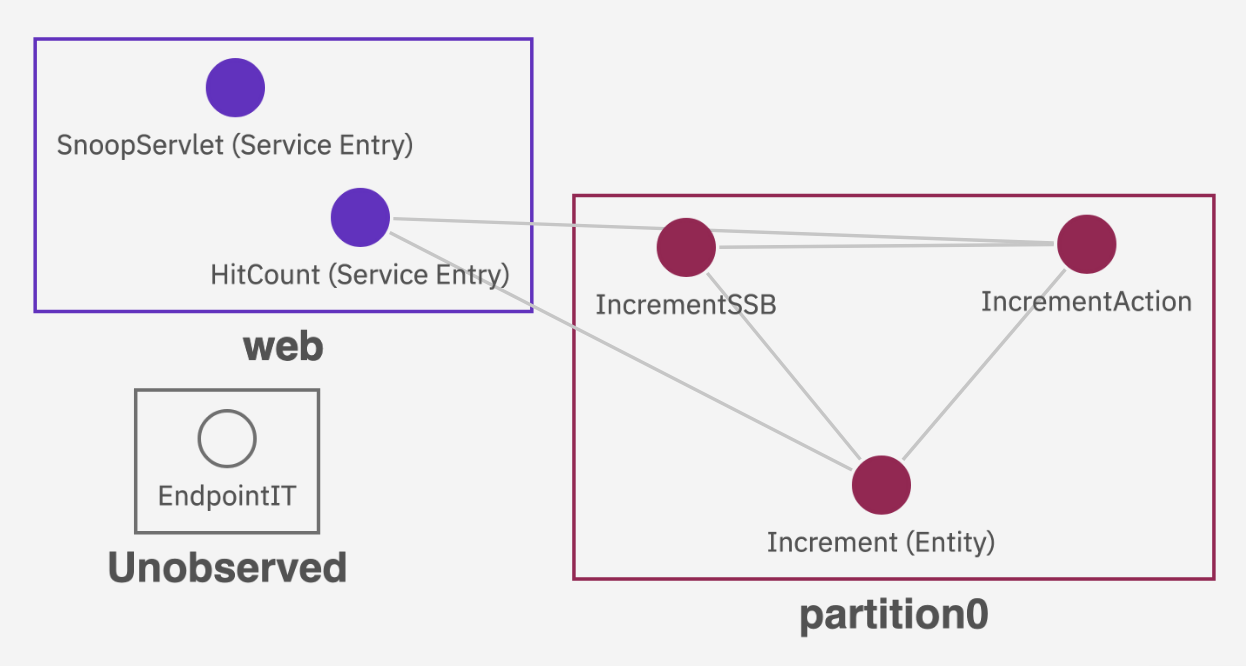 SnoopServlet (Service Entry)
HitCount (Service Entry)
web
EndpointIT
Unobserved
IncrementSSB
IncrementAction
Increment (Entity)
partition0